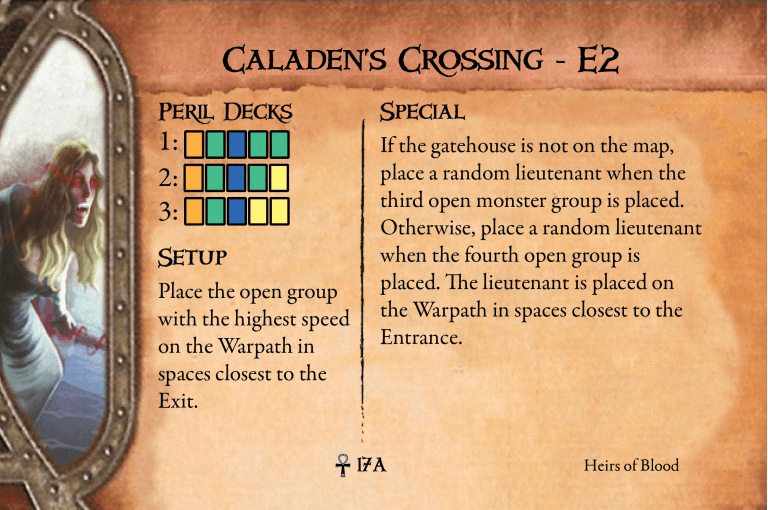 CALADEN'S CROSSING - E2
PERIL DECKS
1:
2:
3:
SETUP
Place the open group
with the highest speed
on the Warpath in
spaces closest to the
Exit.
SPECIAL
If the gatehouse is not on the map,
place a random lieutenant when the
third open monster group is placed.
Otherwise, place a random lieutenant
when the fourth open group is
placed. The lieutenant is placed on
the Warpath in spaces closest to the
Entrance.
17A
Heirs of Blood